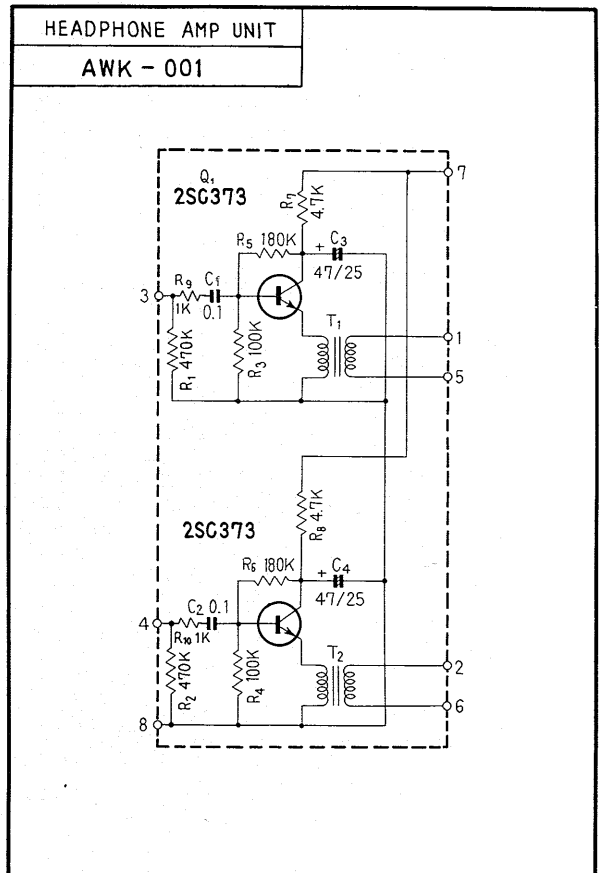 HEADPHONE AMP UNIT
AWK - 001
Q1
2SC373
R7 4.7K
7
R5 180K
+ C3
47/25
3
R9 1K
C1 0.1
R1 470K
R3 100K
T1
1
5
2SC373
R8 4.7K
R6 180K
+ C4
47/25
4
C2 0.1
R10 1K
R2 470K
R4 100K
T2
2
6
8